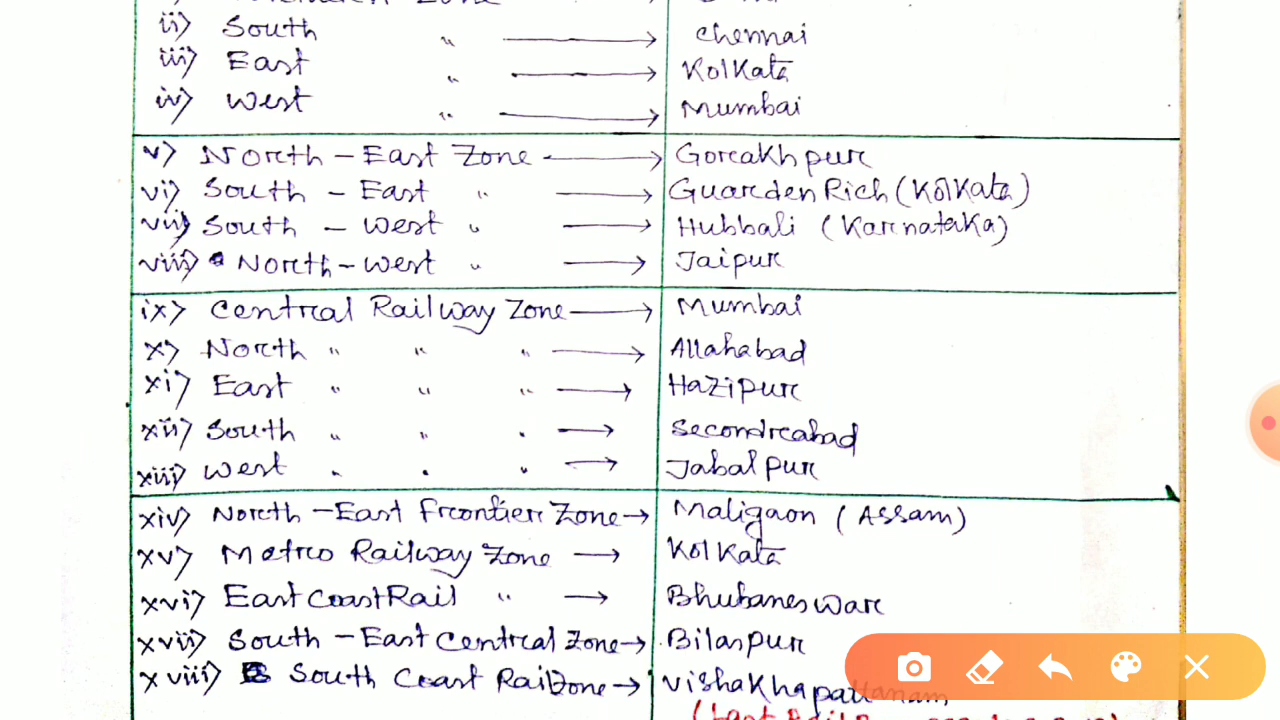 ii) South " → Chennai
iii) East " → Kolkata
iv) West " → Mumbai
v) North - East Zone → Gorakhpur
vi) South - East " → Guarden Rich (Kolkata)
vii) South - West " → Hubbali (Karnataka)
viii) North - West " → Jaipur
ix) Central Railway Zone → Mumbai
x) North " " " → Allahabad
xi) East " " " → Hazipur
xii) South " " " → Secondreabad
xiii) West " " " → Jabalpur
xiv) North - East Frontier Zone → Maligaon (Assam)
xv) Metro Railway Zone → Kolkata
xvi) East Coast Rail " → Bhubaneswar
xvii) South - East Central Zone → Bilaspur
xviii) South Coast Rail Zone → Vishakhapattanam